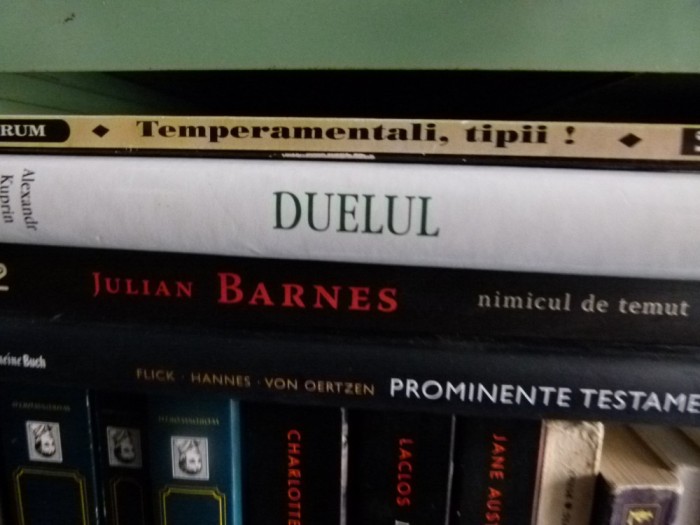 RUM ◆ Temperamentali, tipii ! ◆
Alexandr
Kuprin
DUELUL
2 JULIAN BARNES nimicul de temut
Buch
FLICK · HANNES · VON OERTZEN PROMINENTE TESTAME
CHARLOTTE
LACLOS
JANE AUS